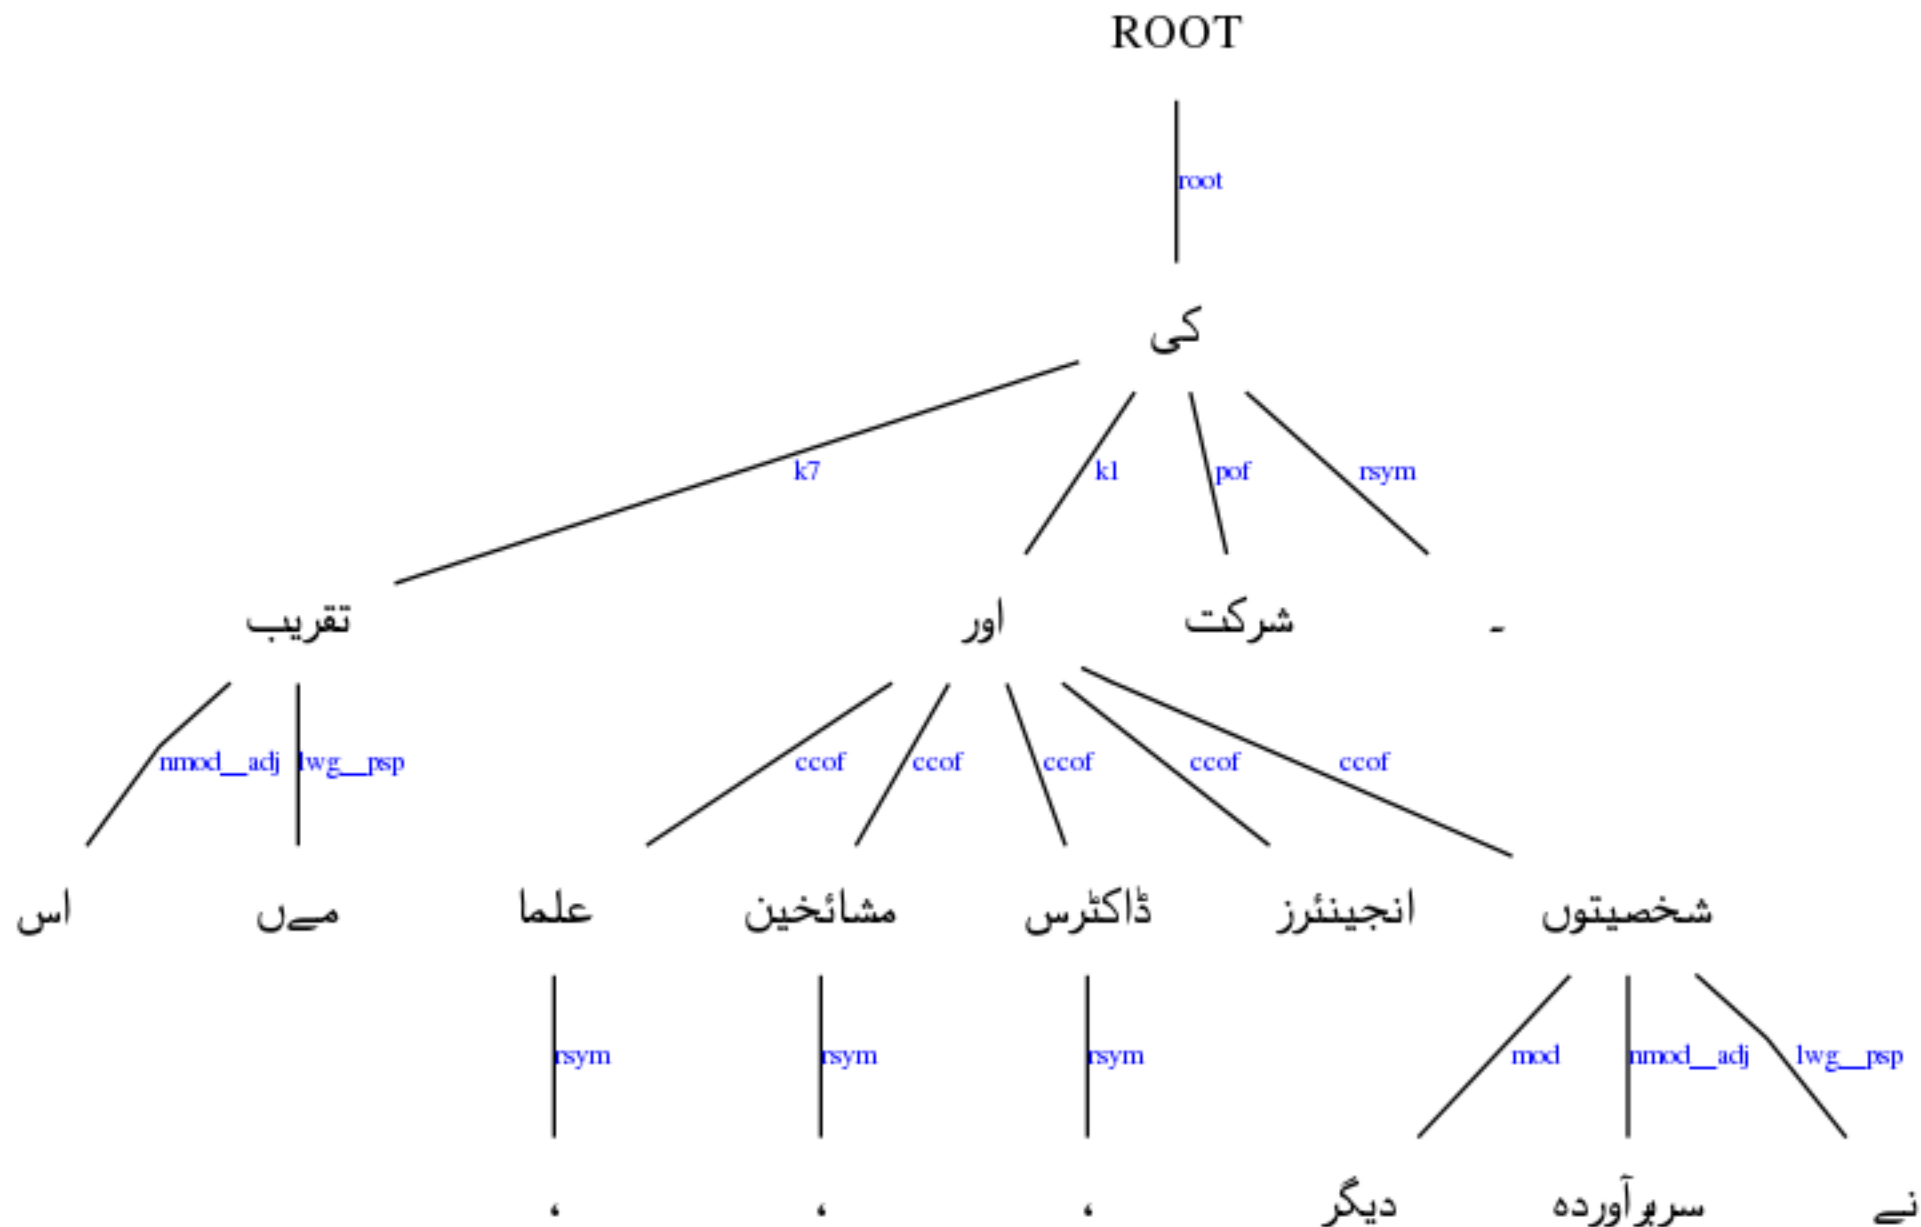 ROOT
root
کی
k7 k1 pof rsym
تقریب اور شرکت ۔
nmod__adj lwg__psp ccof ccof ccof ccof ccof
اس مےں علما مشائخین ڈاکٹرس انجینئرز شخصیتوں
rsym rsym rsym mod nmod__adj lwg__psp
، ، ، دیگر سربرآوردہ نے